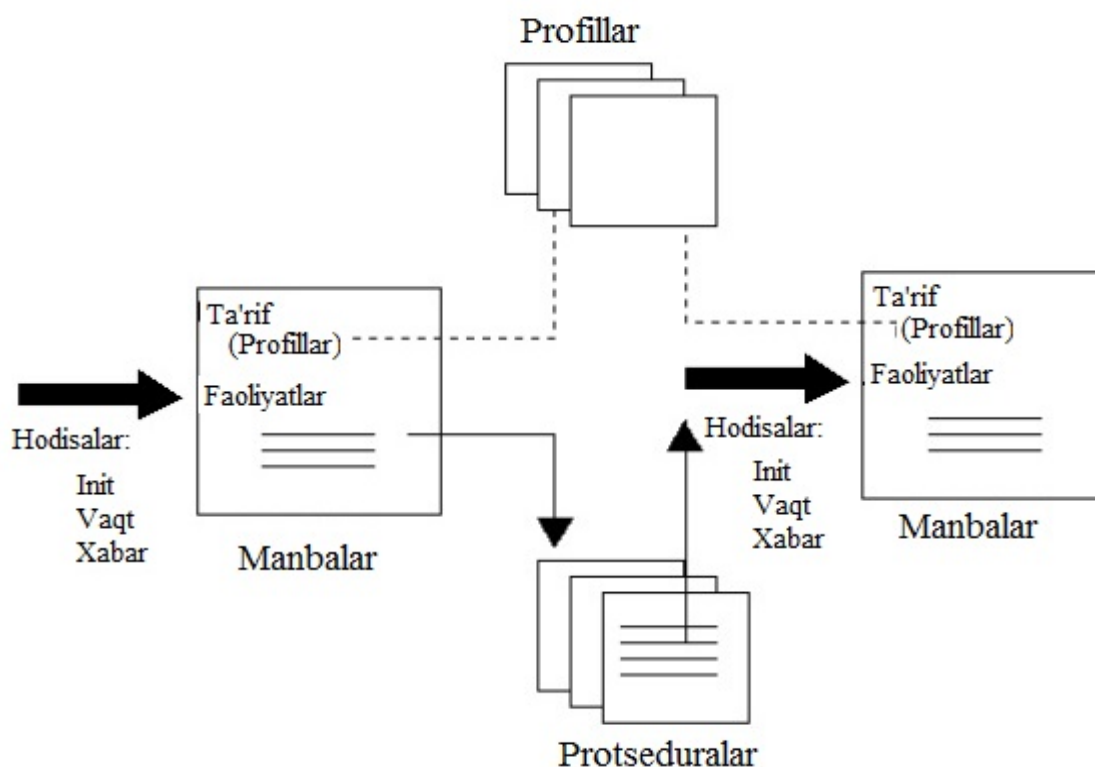 Profillar
Ta'rif
(Profillar)
Faoliyatlar
Hodisalar:
Init
Vaqt
Xabar
Manbalar
Ta'rif
(Profillar)
Faoliyatlar
Hodisalar:
Init
Vaqt
Xabar
Manbalar
Protseduralar